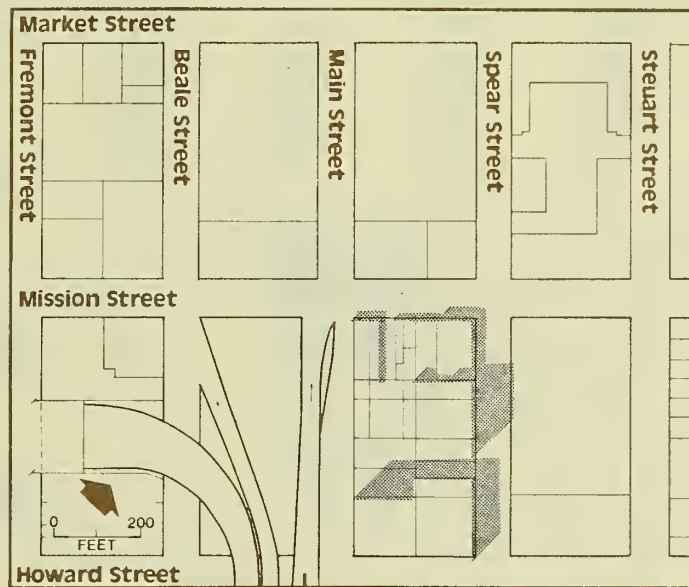 Market Street
Fremont Street
Beale Street
Main Street
Spear Street
Steuart Street
Mission Street
0 200
FEET
Howard Street